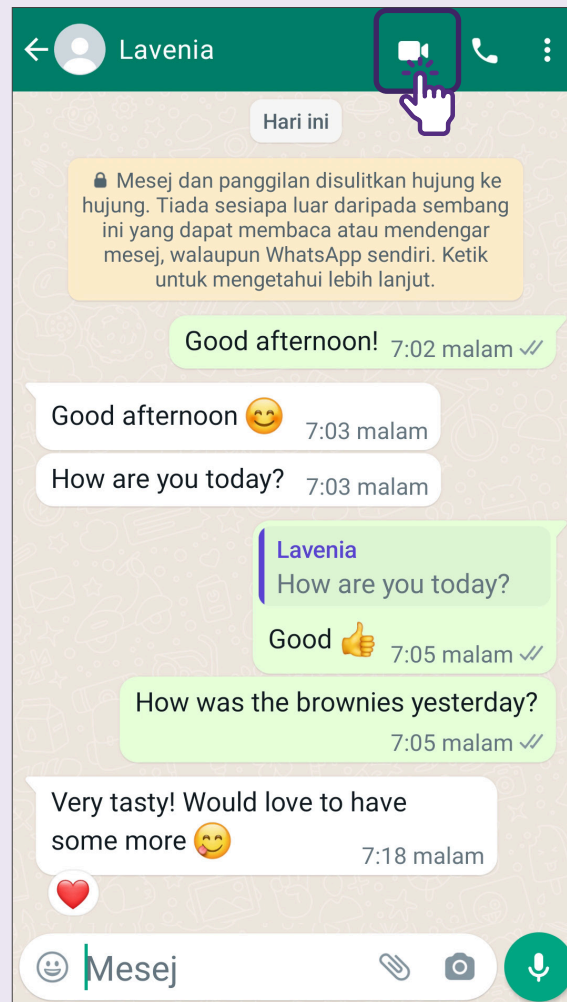 Lavenia
Hari ini
Mesej dan panggilan disulitkan hujung ke
hujung. Tiada sesiapa luar daripada sembang
ini yang dapat membaca atau mendengar
mesej, walaupun WhatsApp sendiri. Ketik
untuk mengetahui lebih lanjut.
Good afternoon! 7:02 malam
Good afternoon 😊 7:03 malam
How are you today? 7:03 malam
Lavenia
How are you today?
Good 👍 7:05 malam
How was the brownies yesterday?
7:05 malam
Very tasty! Would love to have
some more 😋 7:18 malam
❤️
Mesej